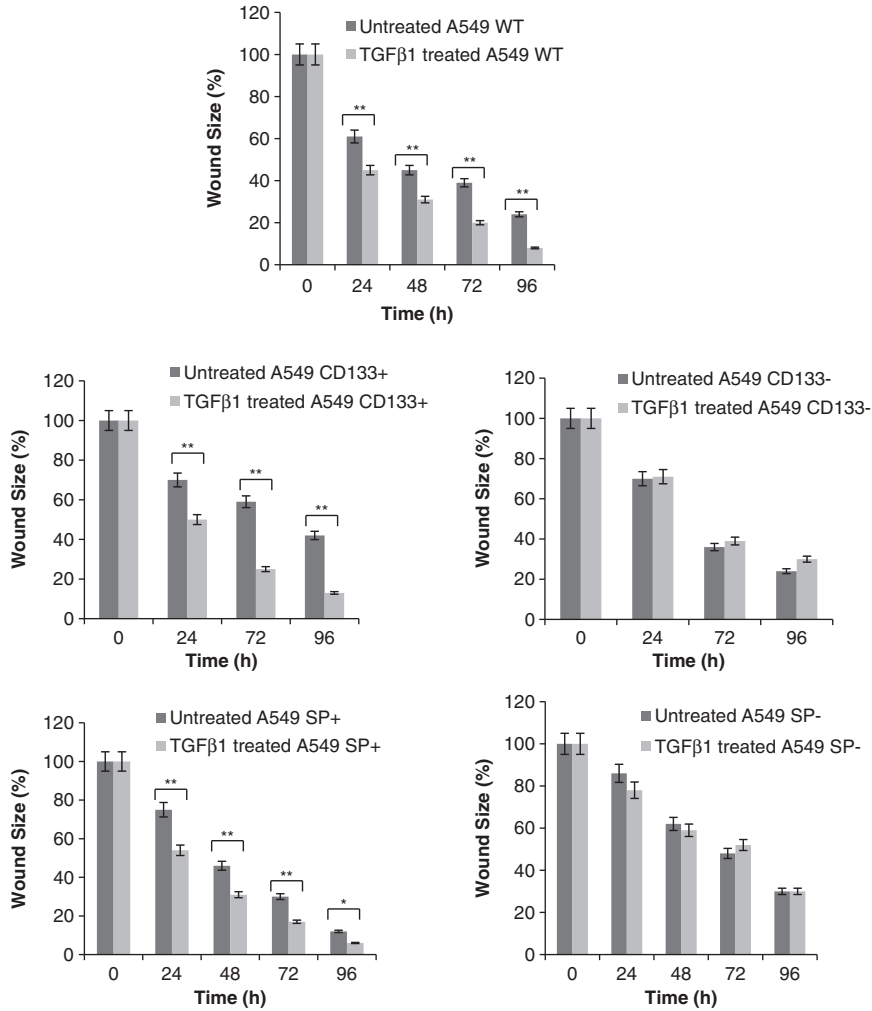 120
100
80
60
40
20
0
Wound Size (%)
Untreated A549 WT
TGFβ1 treated A549 WT
**
**
**
**
0 24 48 72 96
Time (h)
120
100
80
60
40
20
0
Wound Size (%)
Untreated A549 CD133+
TGFβ1 treated A549 CD133+
**
**
**
0 24 72 96
Time (h)
120
100
80
60
40
20
0
Wound Size (%)
Untreated A549 CD133-
TGFβ1 treated A549 CD133-
0 24 72 96
Time (h)
120
100
80
60
40
20
0
Wound Size (%)
Untreated A549 SP+
TGFβ1 treated A549 SP+
**
**
**
*
0 24 48 72 96
Time (h)
120
100
80
60
40
20
0
Wound Size (%)
Untreated A549 SP-
TGFβ1 treated A549 SP-
0 24 48 72 96
Time (h)